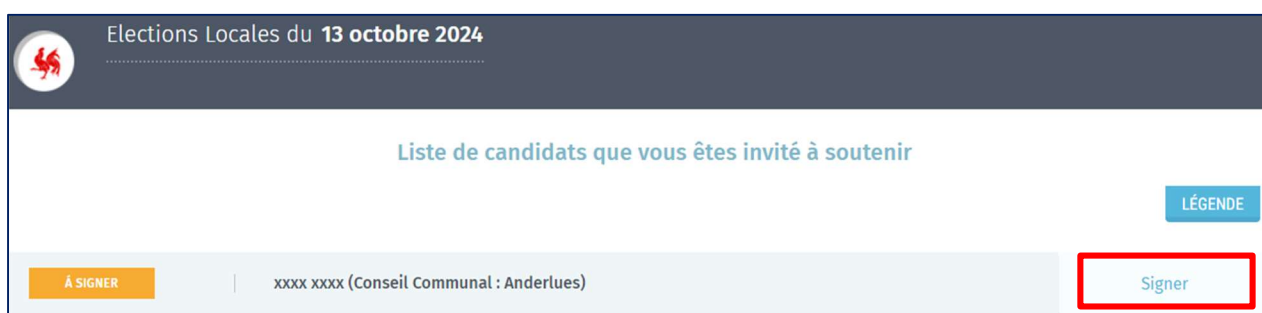 Elections Locales du 13 octobre 2024
Liste de candidats que vous êtes invité à soutenir
LÉGENDE
Á SIGNER xxxx xxxx (Conseil Communal : Anderlues) Signer